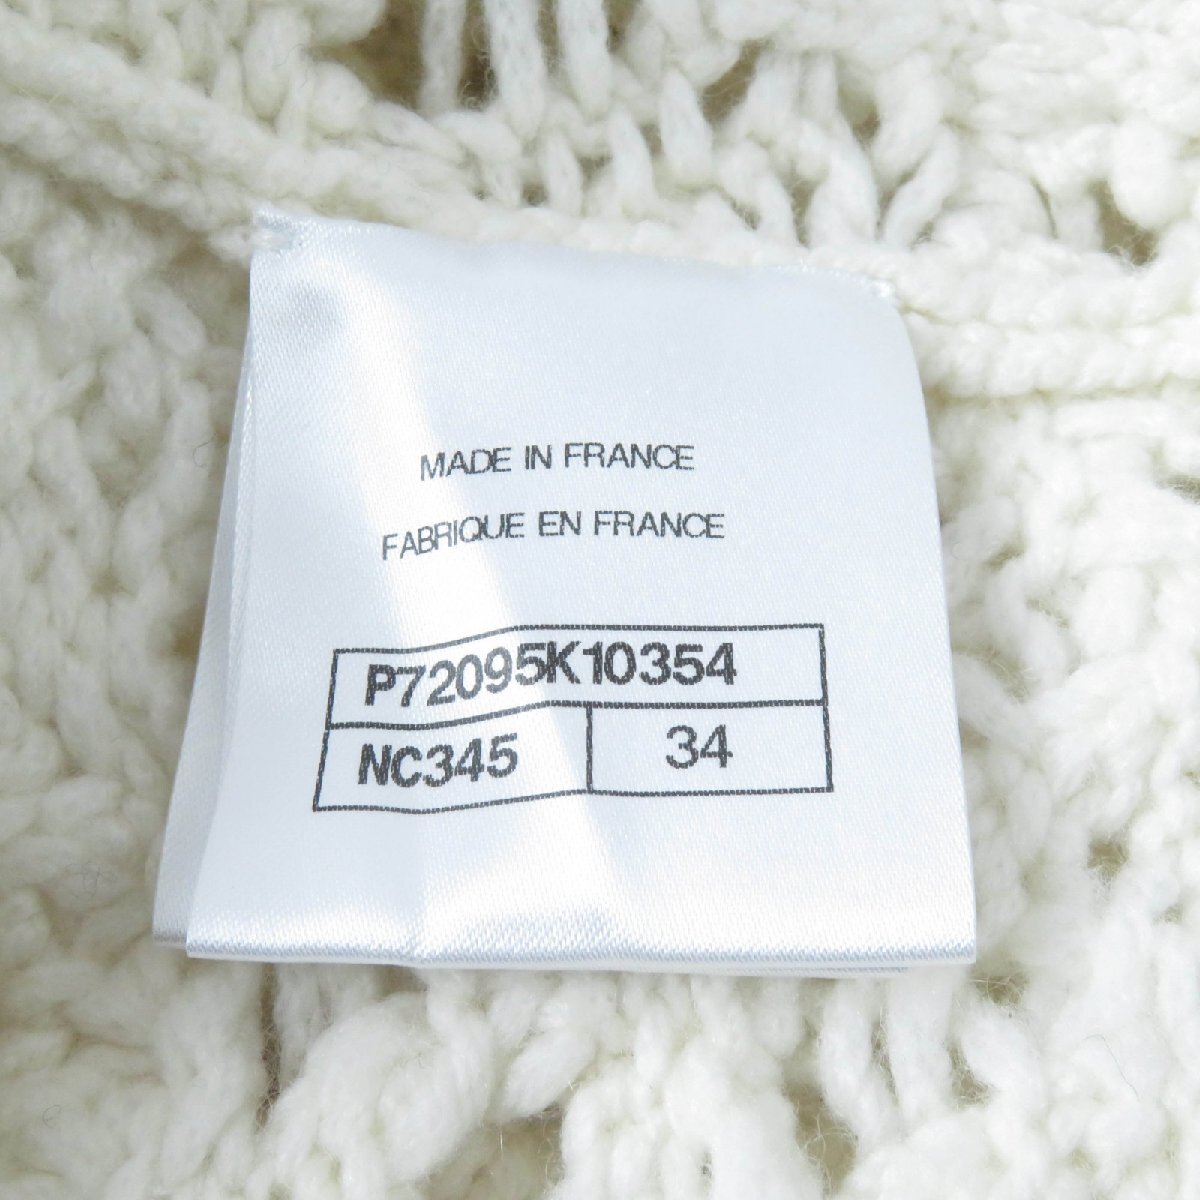 MADE IN FRANCE
FABRIQUE EN FRANCE
P72095K10354
NC345 34